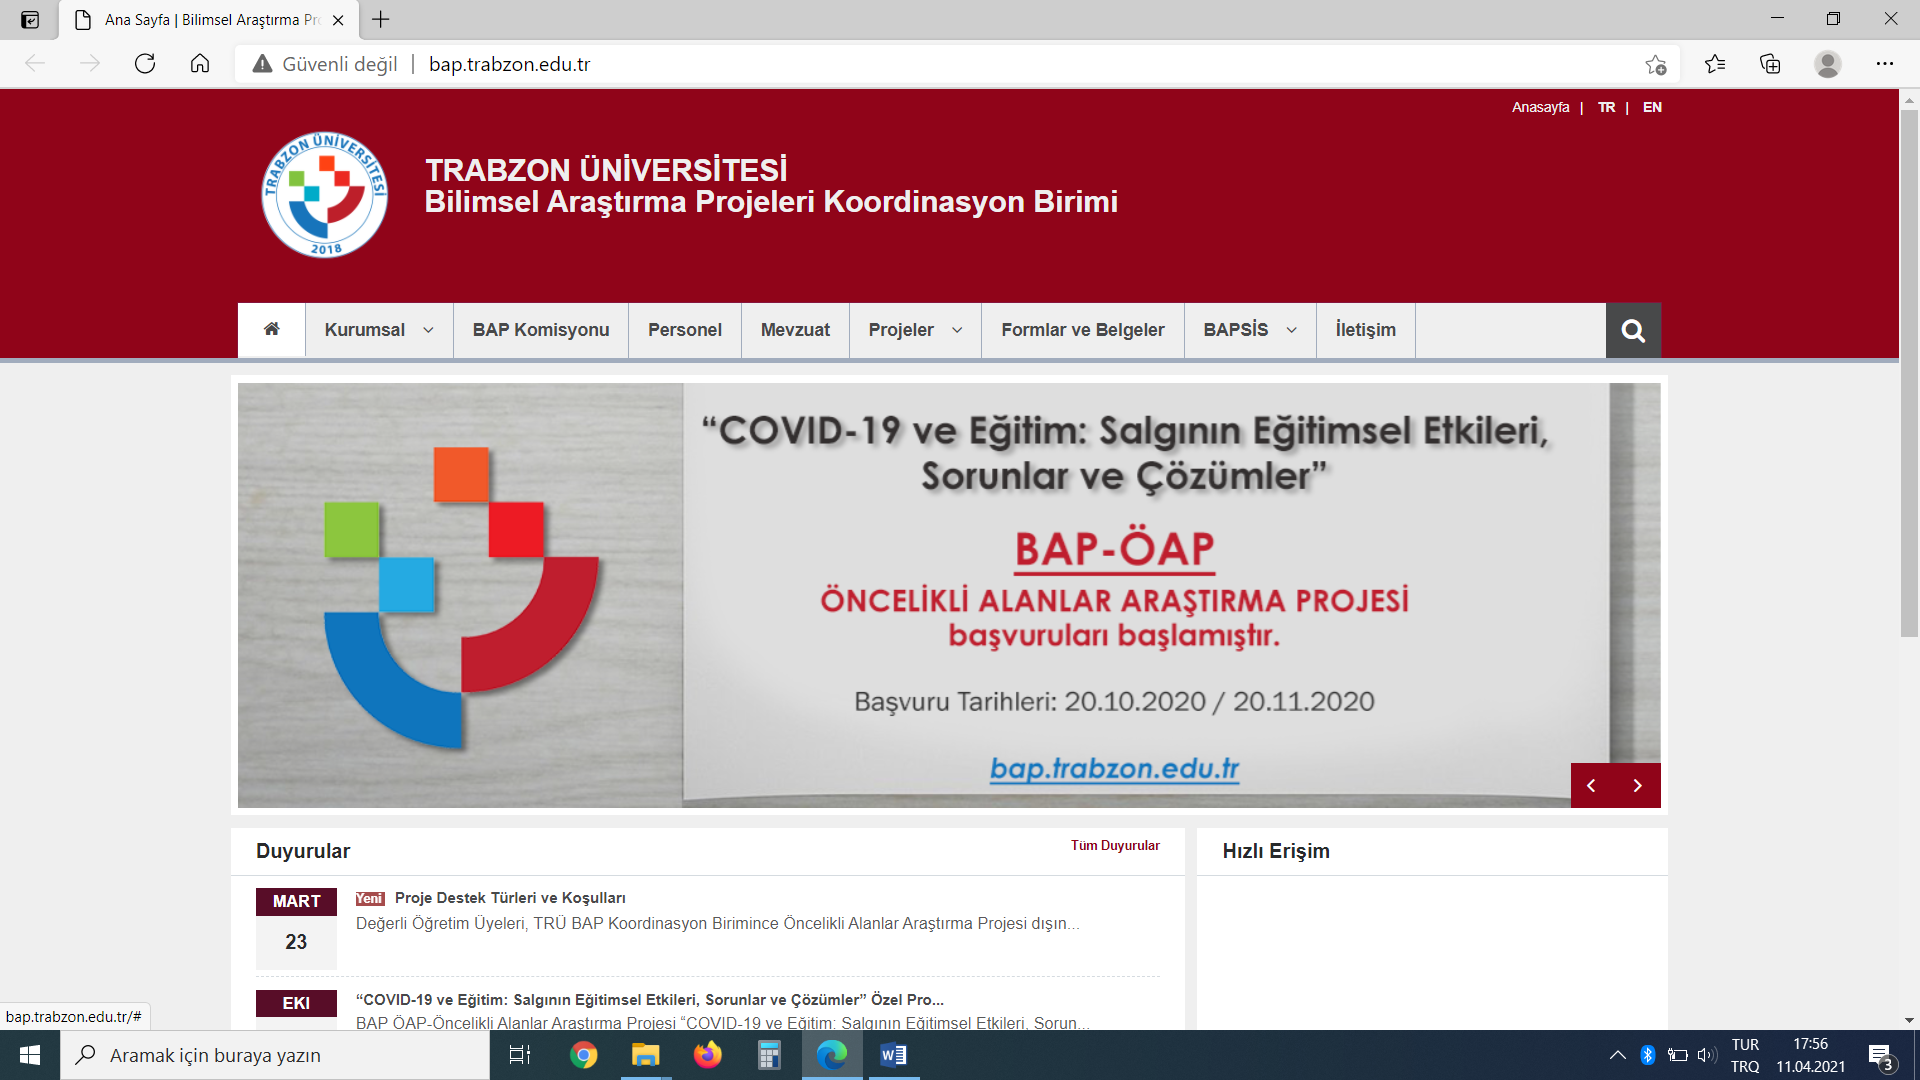 Ana Sayfa | Bilimsel Araştırma Pro
Güvenli değil | bap.trabzon.edu.tr
Anasayfa | TR | EN
TRABZON ÜNİVERSİTESİ
2018
TRABZON ÜNİVERSİTESİ
Bilimsel Araştırma Projeleri Koordinasyon Birimi
Kurumsal BAP Komisyonu Personel Mevzuat Projeler Formlar ve Belgeler BAPSİS İletişim
“COVID-19 ve Eğitim: Salgının Eğitimsel Etkileri,
Sorunlar ve Çözümler”
BAP-ÖAP
ÖNCELİKLİ ALANLAR ARAŞTIRMA PROJESİ
başvuruları başlamıştır.
Başvuru Tarihleri: 20.10.2020 / 20.11.2020
bap.trabzon.edu.tr
Duyurular
Tüm Duyurular
MART
23
Yeni Proje Destek Türleri ve Koşulları
Değerli Öğretim Üyeleri, TRÜ BAP Koordinasyon Birimince Öncelikli Alanlar Araştırma Projesi dışın...
EKI
“COVID-19 ve Eğitim: Salgının Eğitimsel Etkileri, Sorunlar ve Çözümler” Özel Pro...
BAP ÖAP-Öncelikli Alanlar Araştırma Projesi “COVID-19 ve Eğitim: Salgının Eğitimsel Etkileri, Sorun...
Hızlı Erişim
bap.trabzon.edu.tr/#
Aramak için buraya yazın
TUR
TRQ
17:56
11.04.2021
3